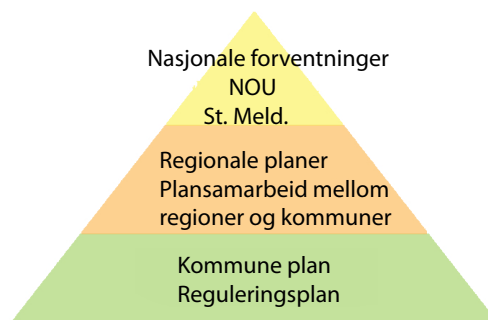 Nasjonale forventninger
NOU
St. Meld.
Regionale planer
Plansamarbeid mellom
regioner og kommuner
Kommune plan
Reguleringsplan